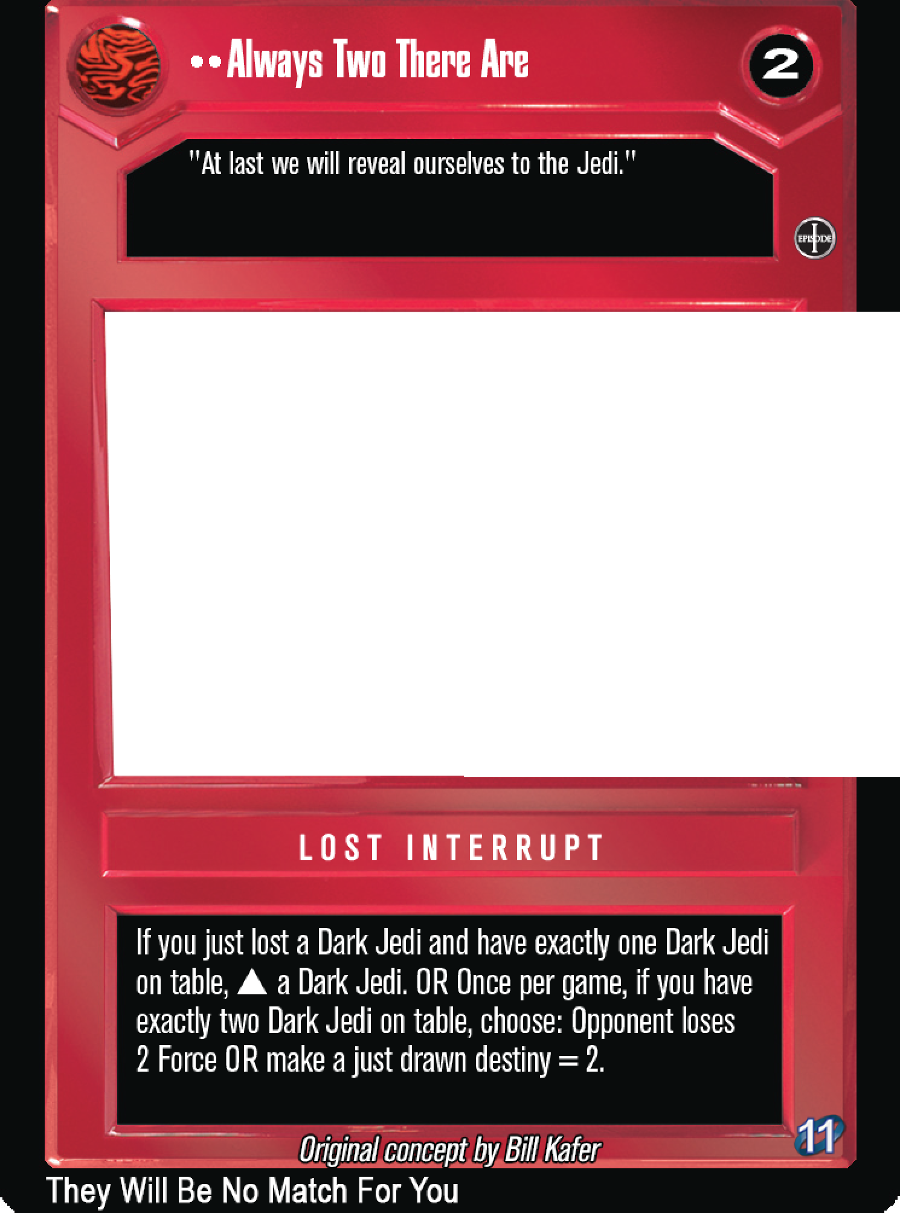 ••Always Two There Are
2
"At last we will reveal ourselves to the Jedi."
EPISODE
I
LOST INTERRUPT
If you just lost a Dark Jedi and have exactly one Dark Jedi
on table, ▲ a Dark Jedi. OR Once per game, if you have
exactly two Dark Jedi on table, choose: Opponent loses
2 Force OR make a just drawn destiny = 2.
11
Original concept by Bill Kafer
They Will Be No Match For You